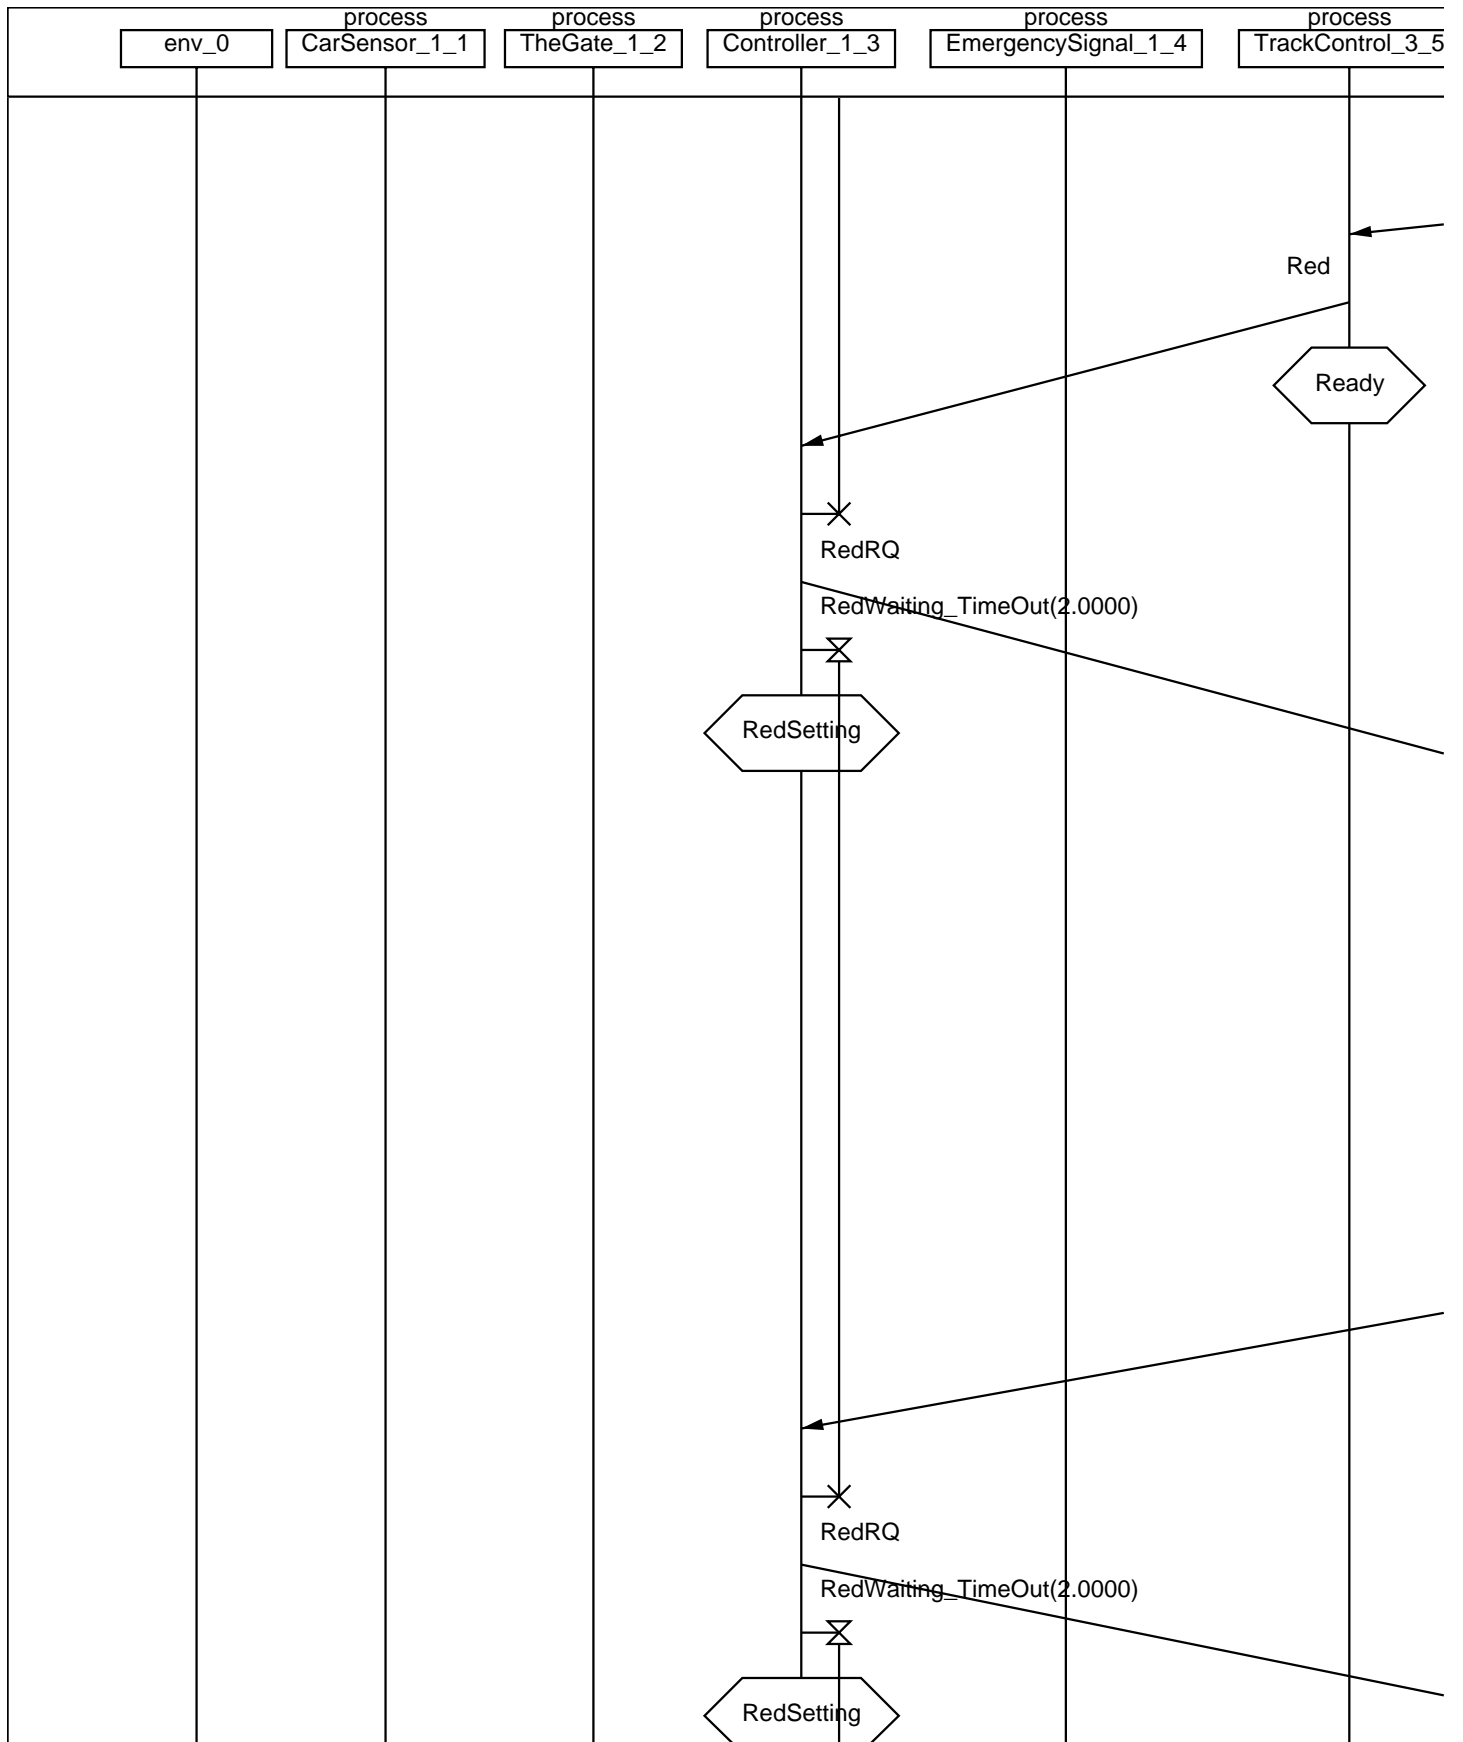 process process process process process
env_0 CarSensor_1_1 TheGate_1_2 Controller_1_3 EmergencySignal_1_4 TrackControl_3_5
Red
Ready
RedRQ
RedWaiting_TimeOut(2.0000)
RedSetting
RedRQ
RedWaiting_TimeOut(2.0000)
RedSetting